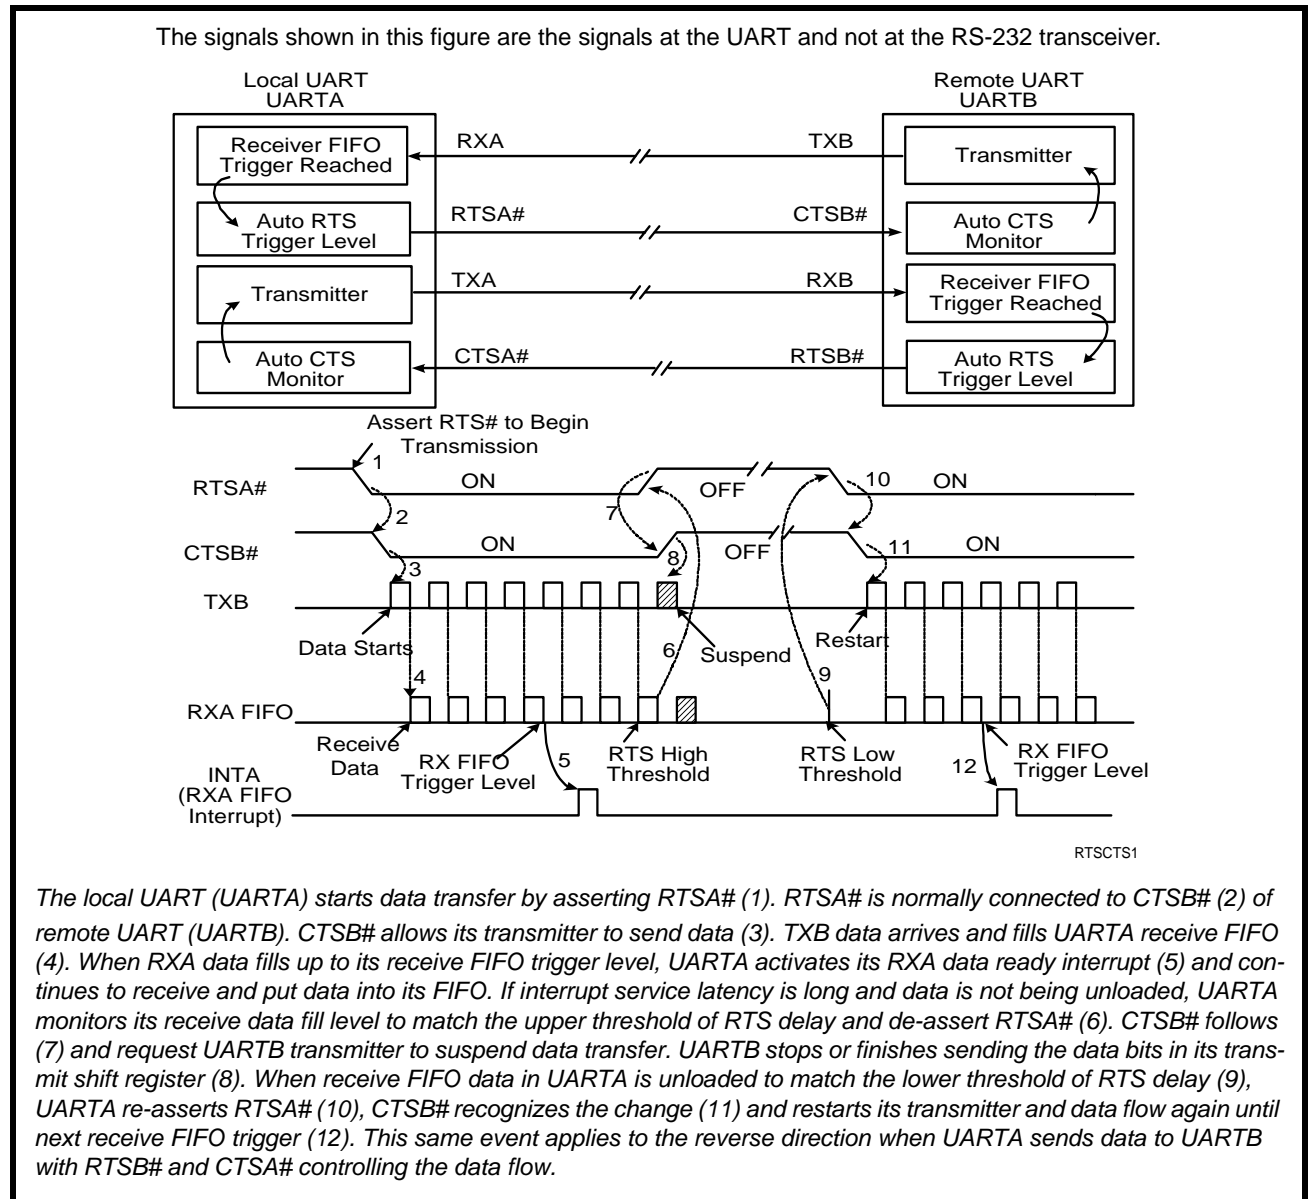 The signals shown in this figure are the signals at the UART and not at the RS-232 transceiver.
Local UART
UARTA
Remote UART
UARTB
Receiver FIFO
Trigger Reached
RXA
TXB
Transmitter
Auto RTS
Trigger Level
RTSA#
CTSB#
Auto CTS
Monitor
Transmitter
TXA
RXB
Receiver FIFO
Trigger Reached
Auto CTS
Monitor
CTSA#
RTSB#
Auto RTS
Trigger Level
Assert RTS# to Begin
Transmission
RTSA#
1
ON
OFF
10
ON
2
7
CTSB#
ON
8
OFF
11
ON
3
TXB
Data Starts
6
Suspend
Restart
4
9
RXA FIFO
Receive
Data
RX FIFO
Trigger Level
5
RTS High
Threshold
RTS Low
Threshold
12
RX FIFO
Trigger Level
INTA
(RXA FIFO
Interrupt)
RTSCTS1
The local UART (UARTA) starts data transfer by asserting RTSA# (1). RTSA# is normally connected to CTSB# (2) of
remote UART (UARTB). CTSB# allows its transmitter to send data (3). TXB data arrives and fills UARTA receive FIFO
(4). When RXA data fills up to its receive FIFO trigger level, UARTA activates its RXA data ready interrupt (5) and con-
tinues to receive and put data into its FIFO. If interrupt service latency is long and data is not being unloaded, UARTA
monitors its receive data fill level to match the upper threshold of RTS delay and de-assert RTSA# (6). CTSB# follows
(7) and request UARTB transmitter to suspend data transfer. UARTB stops or finishes sending the data bits in its trans-
mit shift register (8). When receive FIFO data in UARTA is unloaded to match the lower threshold of RTS delay (9),
UARTA re-asserts RTSA# (10), CTSB# recognizes the change (11) and restarts its transmitter and data flow again until
next receive FIFO trigger (12). This same event applies to the reverse direction when UARTA sends data to UARTB
with RTSB# and CTSA# controlling the data flow.